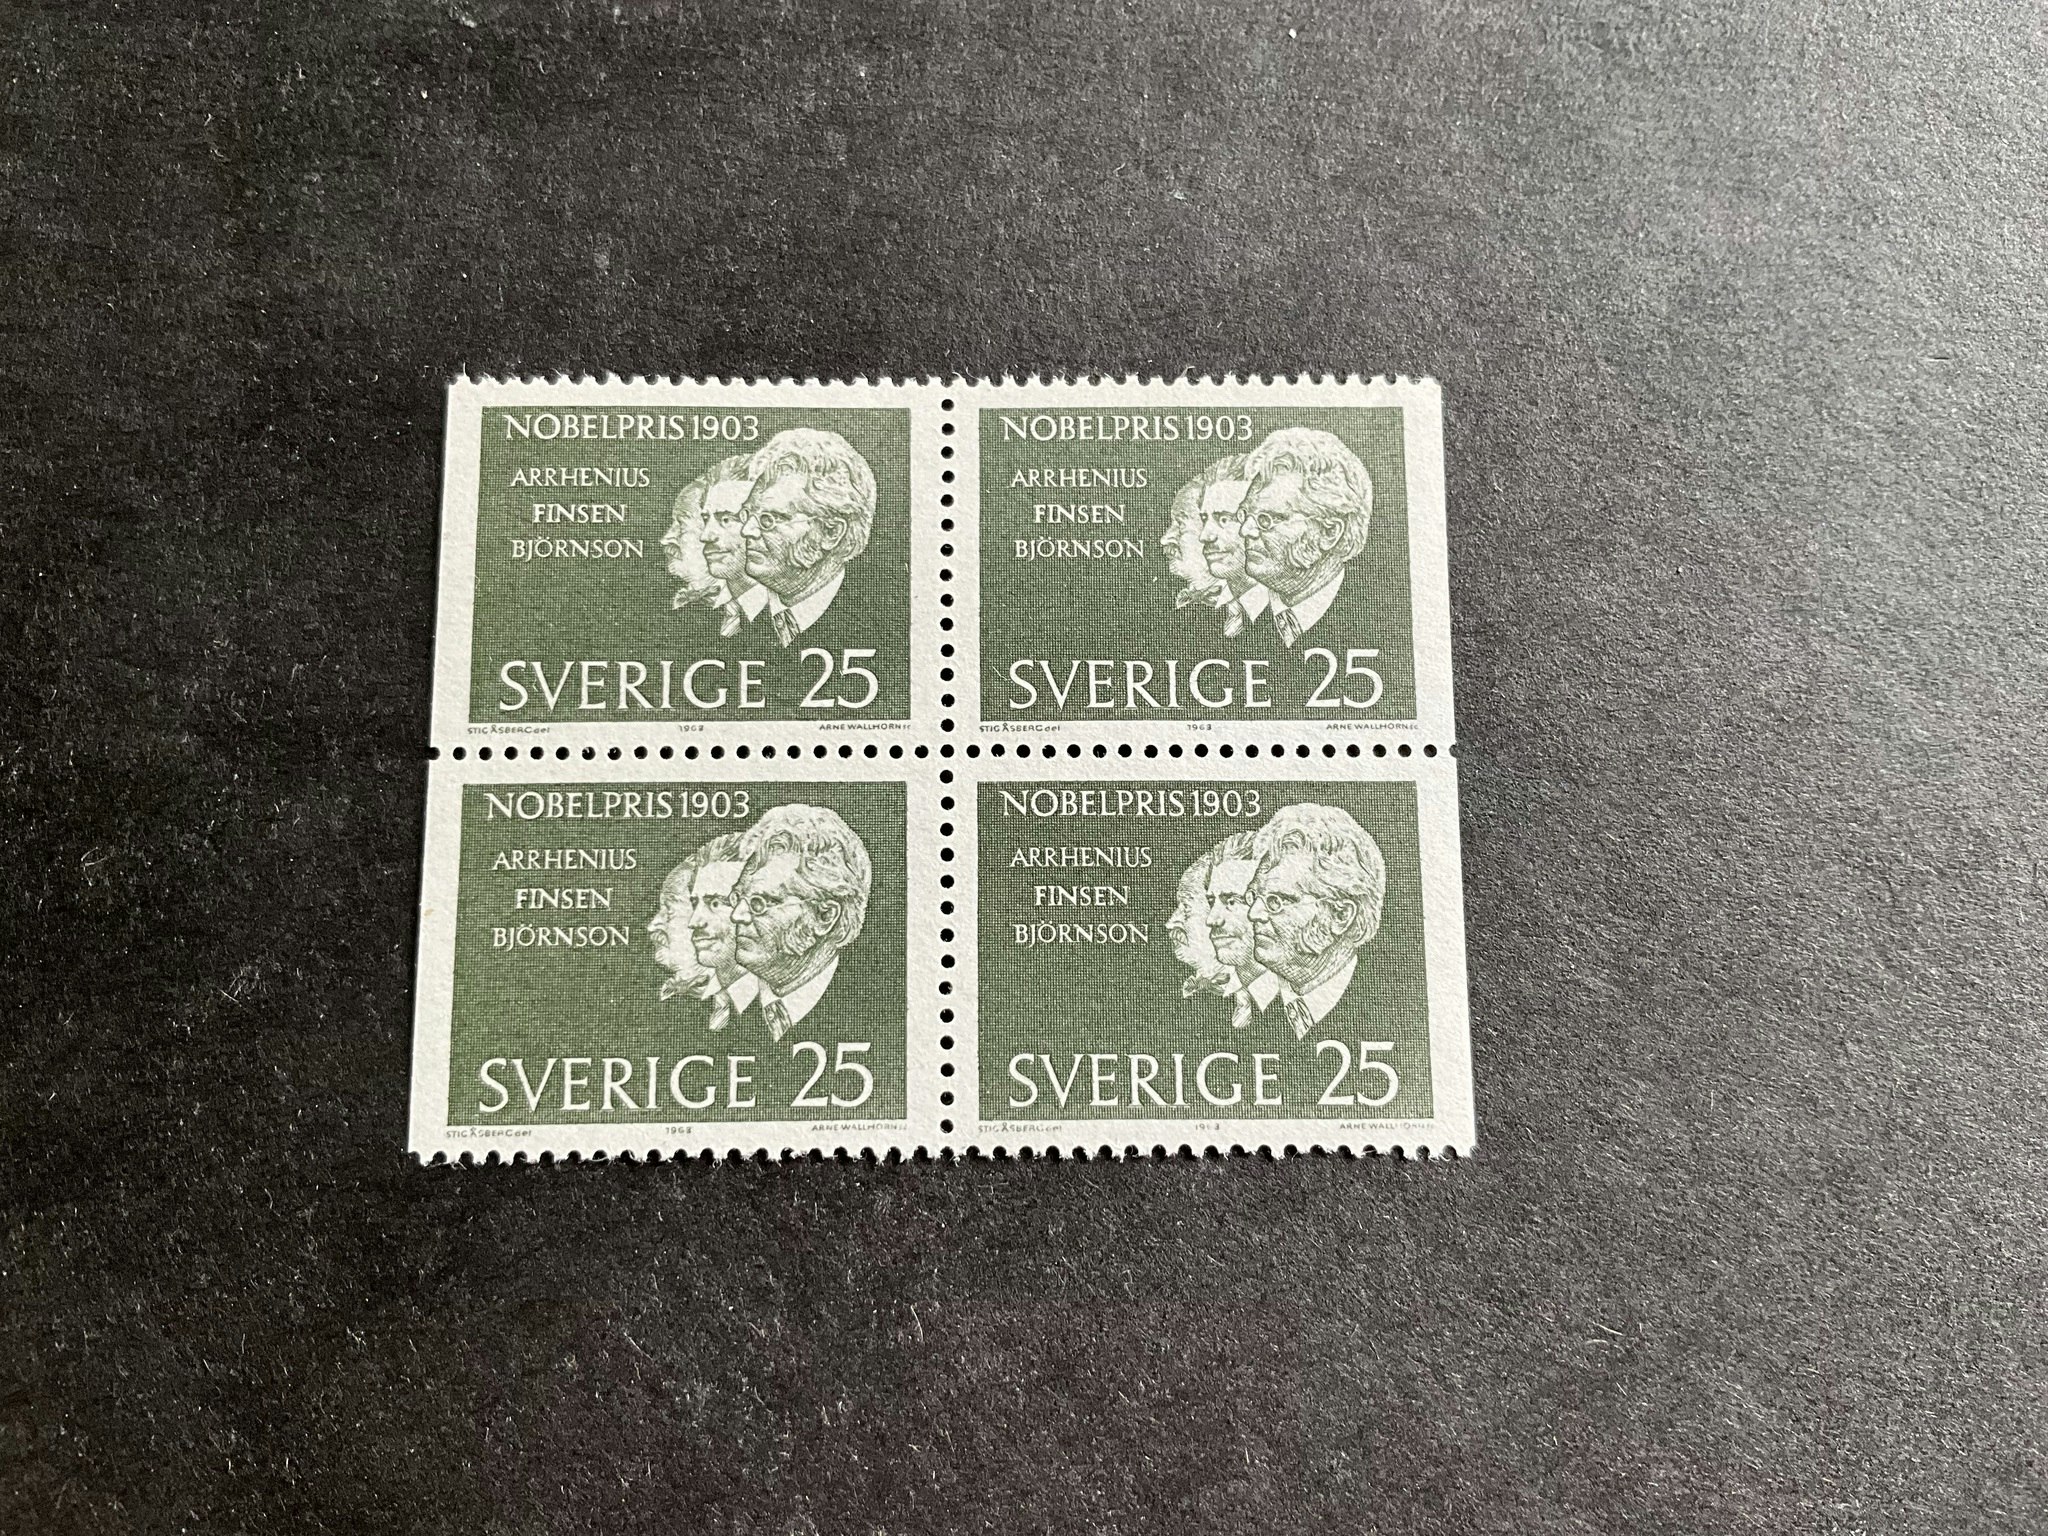 NOBELPRIS 1903
ARRHENIUS
FINSEN
BJÖRNSON
SVERIGE 25
STIG ÅSBERG del 1963 ARNE WALLHORN sc
NOBELPRIS 1903
ARRHENIUS
FINSEN
BJÖRNSON
SVERIGE 25
STIG ÅSBERG del 1963 ARNE WALLHORN sc
NOBELPRIS 1903
ARRHENIUS
FINSEN
BJÖRNSON
SVERIGE 25
STIG ÅSBERG del 1963 ARNE WALLHORN sc
NOBELPRIS 1903
ARRHENIUS
FINSEN
BJÖRNSON
SVERIGE 25
STIG ÅSBERG del 1963 ARNE WALLHORN